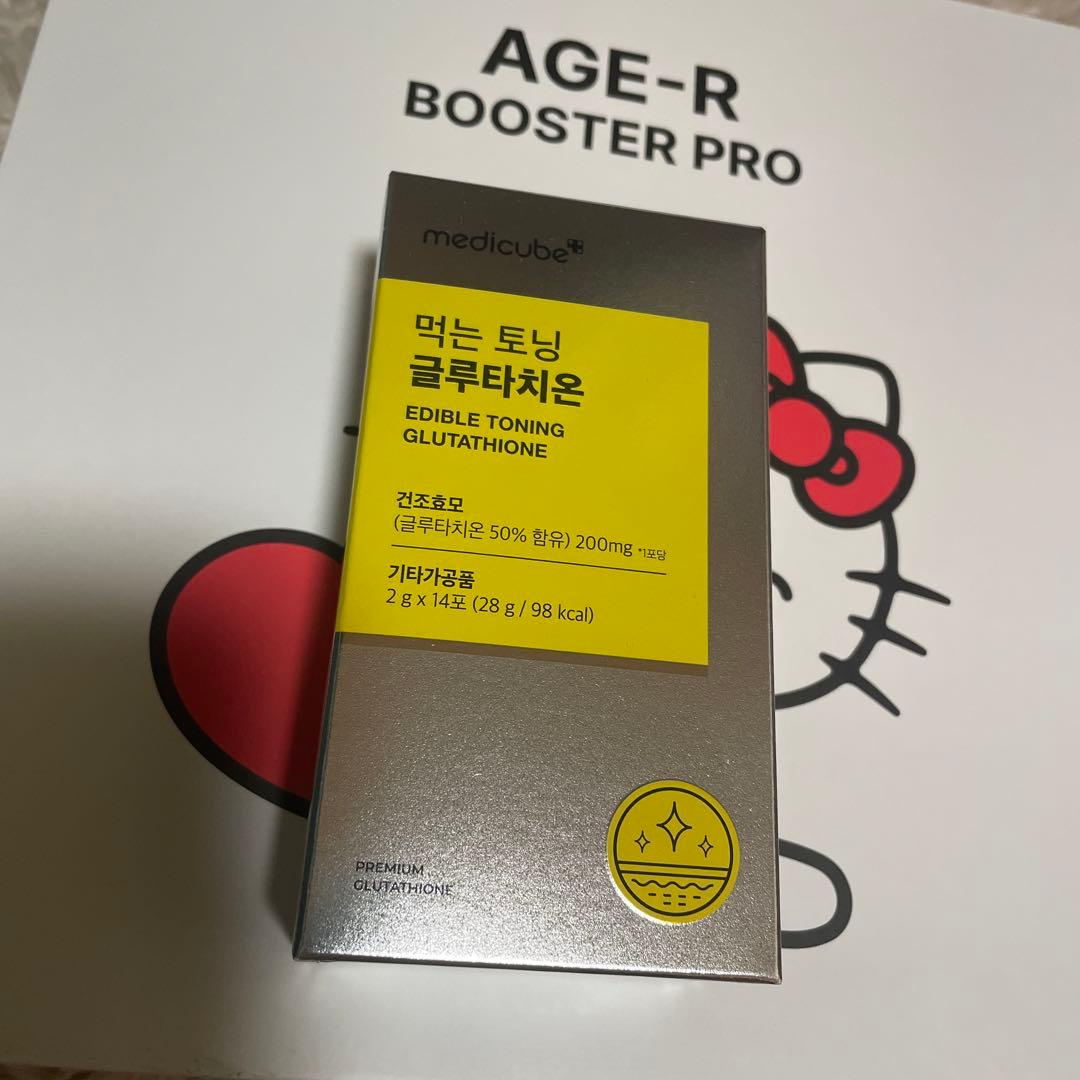 AGE-R
BOOSTER PRO
medicube
먹는 토닝
글루타치온
EDIBLE TONING
GLUTATHIONE
건조효모
(글루타치온 50% 함유) 200mg *1포당
기타가공품
2 g x 14포 (28 g / 98 kcal)
PREMIUM
GLUTATHIONE